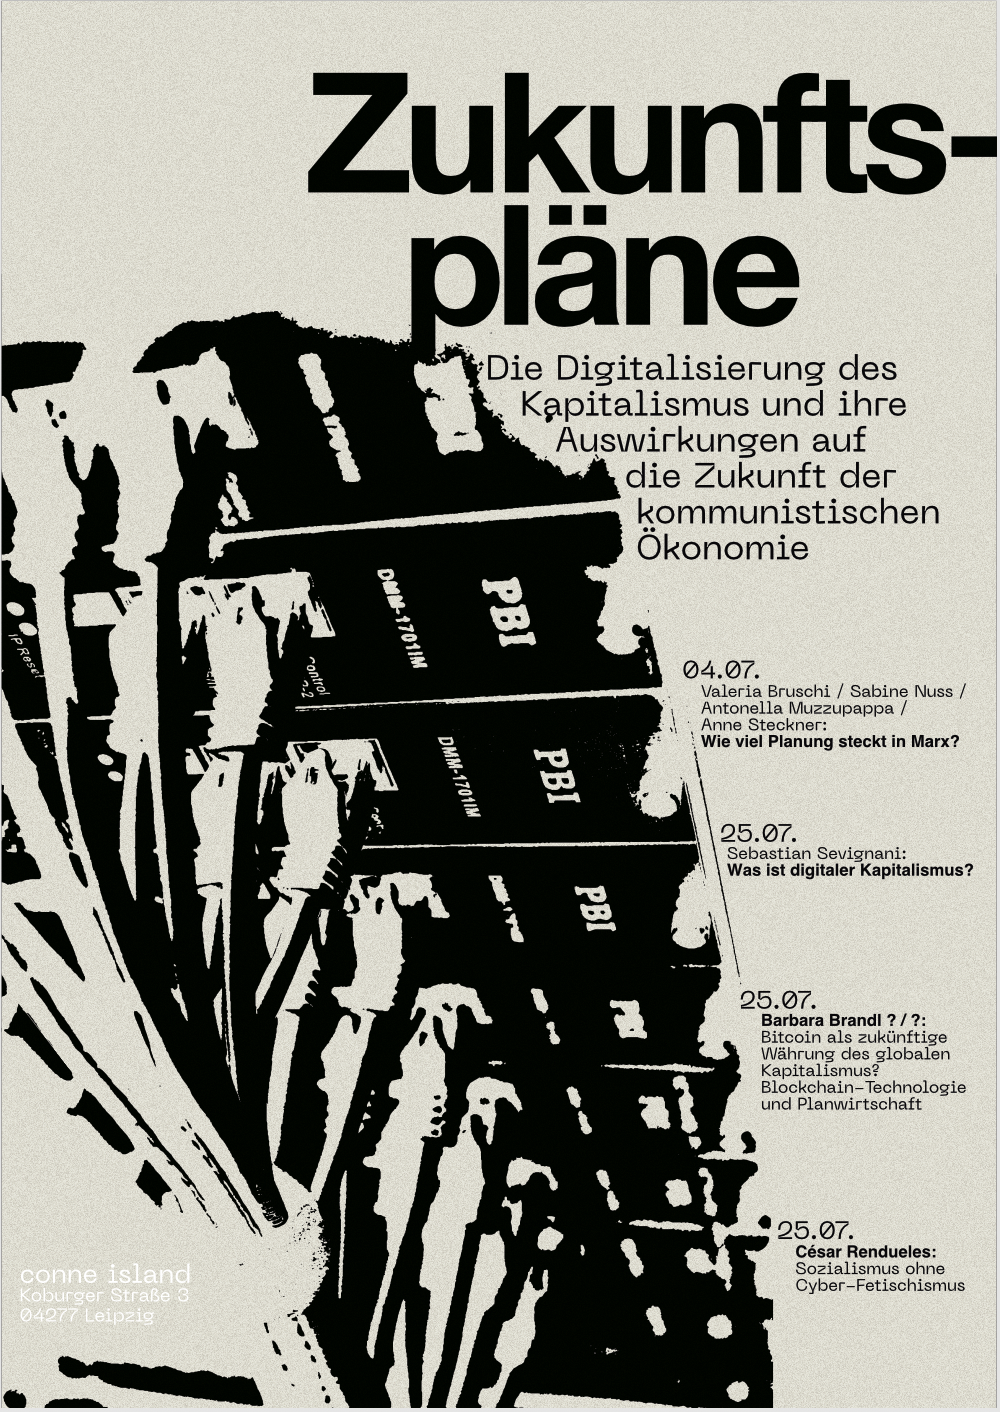 Zukunfts-
pläne
Die Digitalisierung des
Kapitalismus und ihre
Auswirkungen auf
die Zukunft der
kommunistischen
Ökonomie
DMM-1701IM
PBI
IP Reset
Control
2.2
DMM-1701IM
PBI
PBI
PBI
04.07.
Valeria Bruschi / Sabine Nuss /
Antonella Muzzupappa /
Anne Steckner:
Wie viel Planung steckt in Marx?
25.07.
Sebastian Sevignani:
Was ist digitaler Kapitalismus?
25.07.
Barbara Brandl ? / ?:
Bitcoin als zukünftige
Währung des globalen
Kapitalismus?
Blockchain-Technologie
und Planwirtschaft
25.07.
César Rendueles:
Sozialismus ohne
Cyber-Fetischismus
conne island
Koburger Straße 3
04277 Leipzig